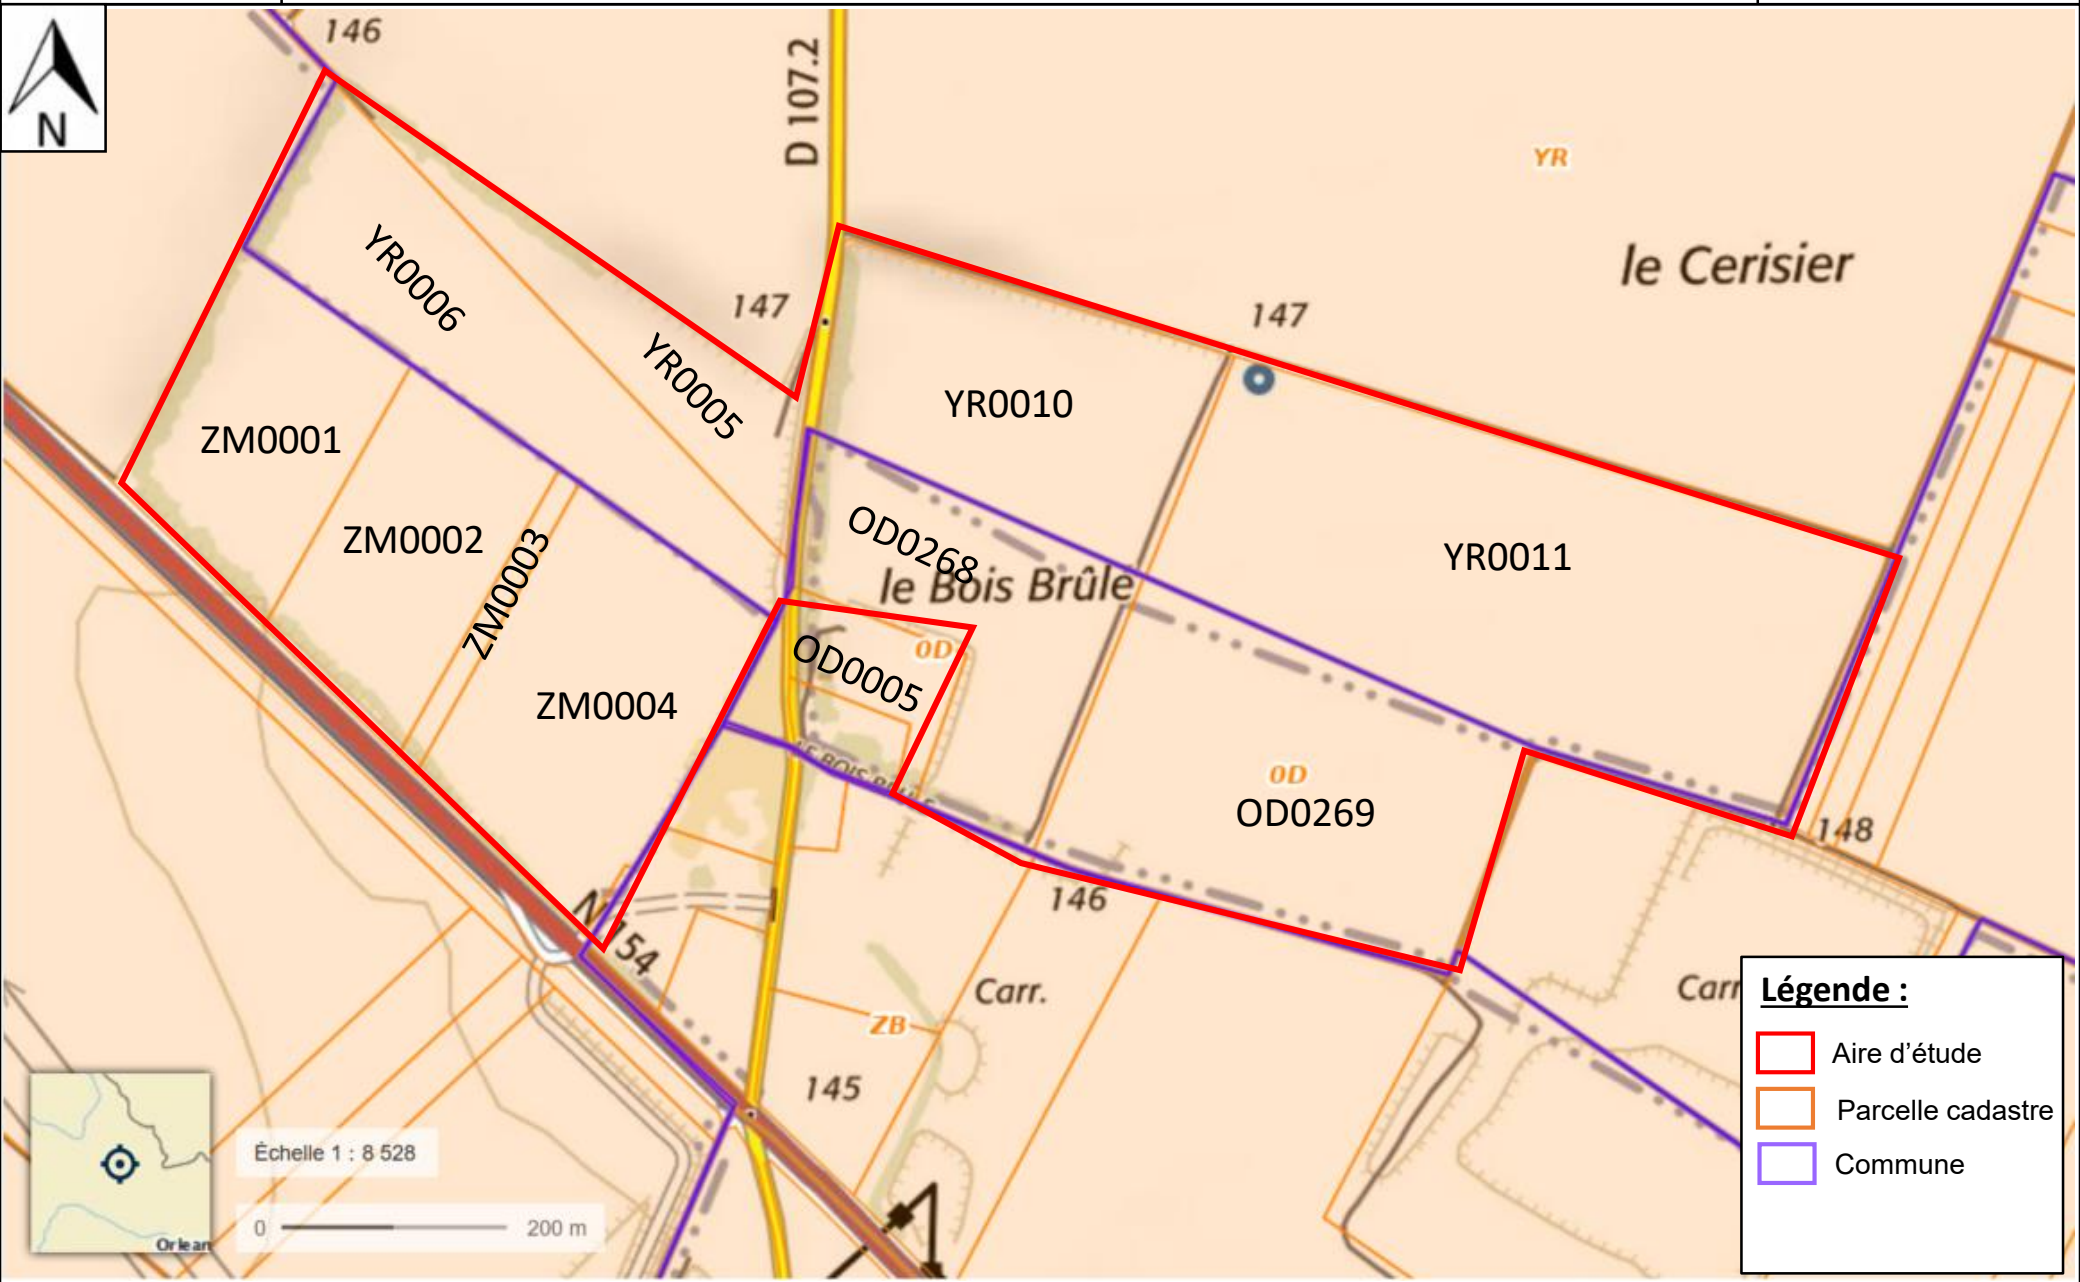 146
N
D 107.2
YR
le Cerisier
YR0006
147
147
YR0005
YR0010
ZM0001
OD0268
ZM0002
YR0011
ZM0003
le Bois Brûle
OD
OD0005
ZM0004
OD
OD0269
148
146
N 154
Carr.
Carr
ZB
145
Légende :
Aire d'étude
Parcelle cadastre
Commune
Échelle 1 : 8 528
0 200 m
Orlean